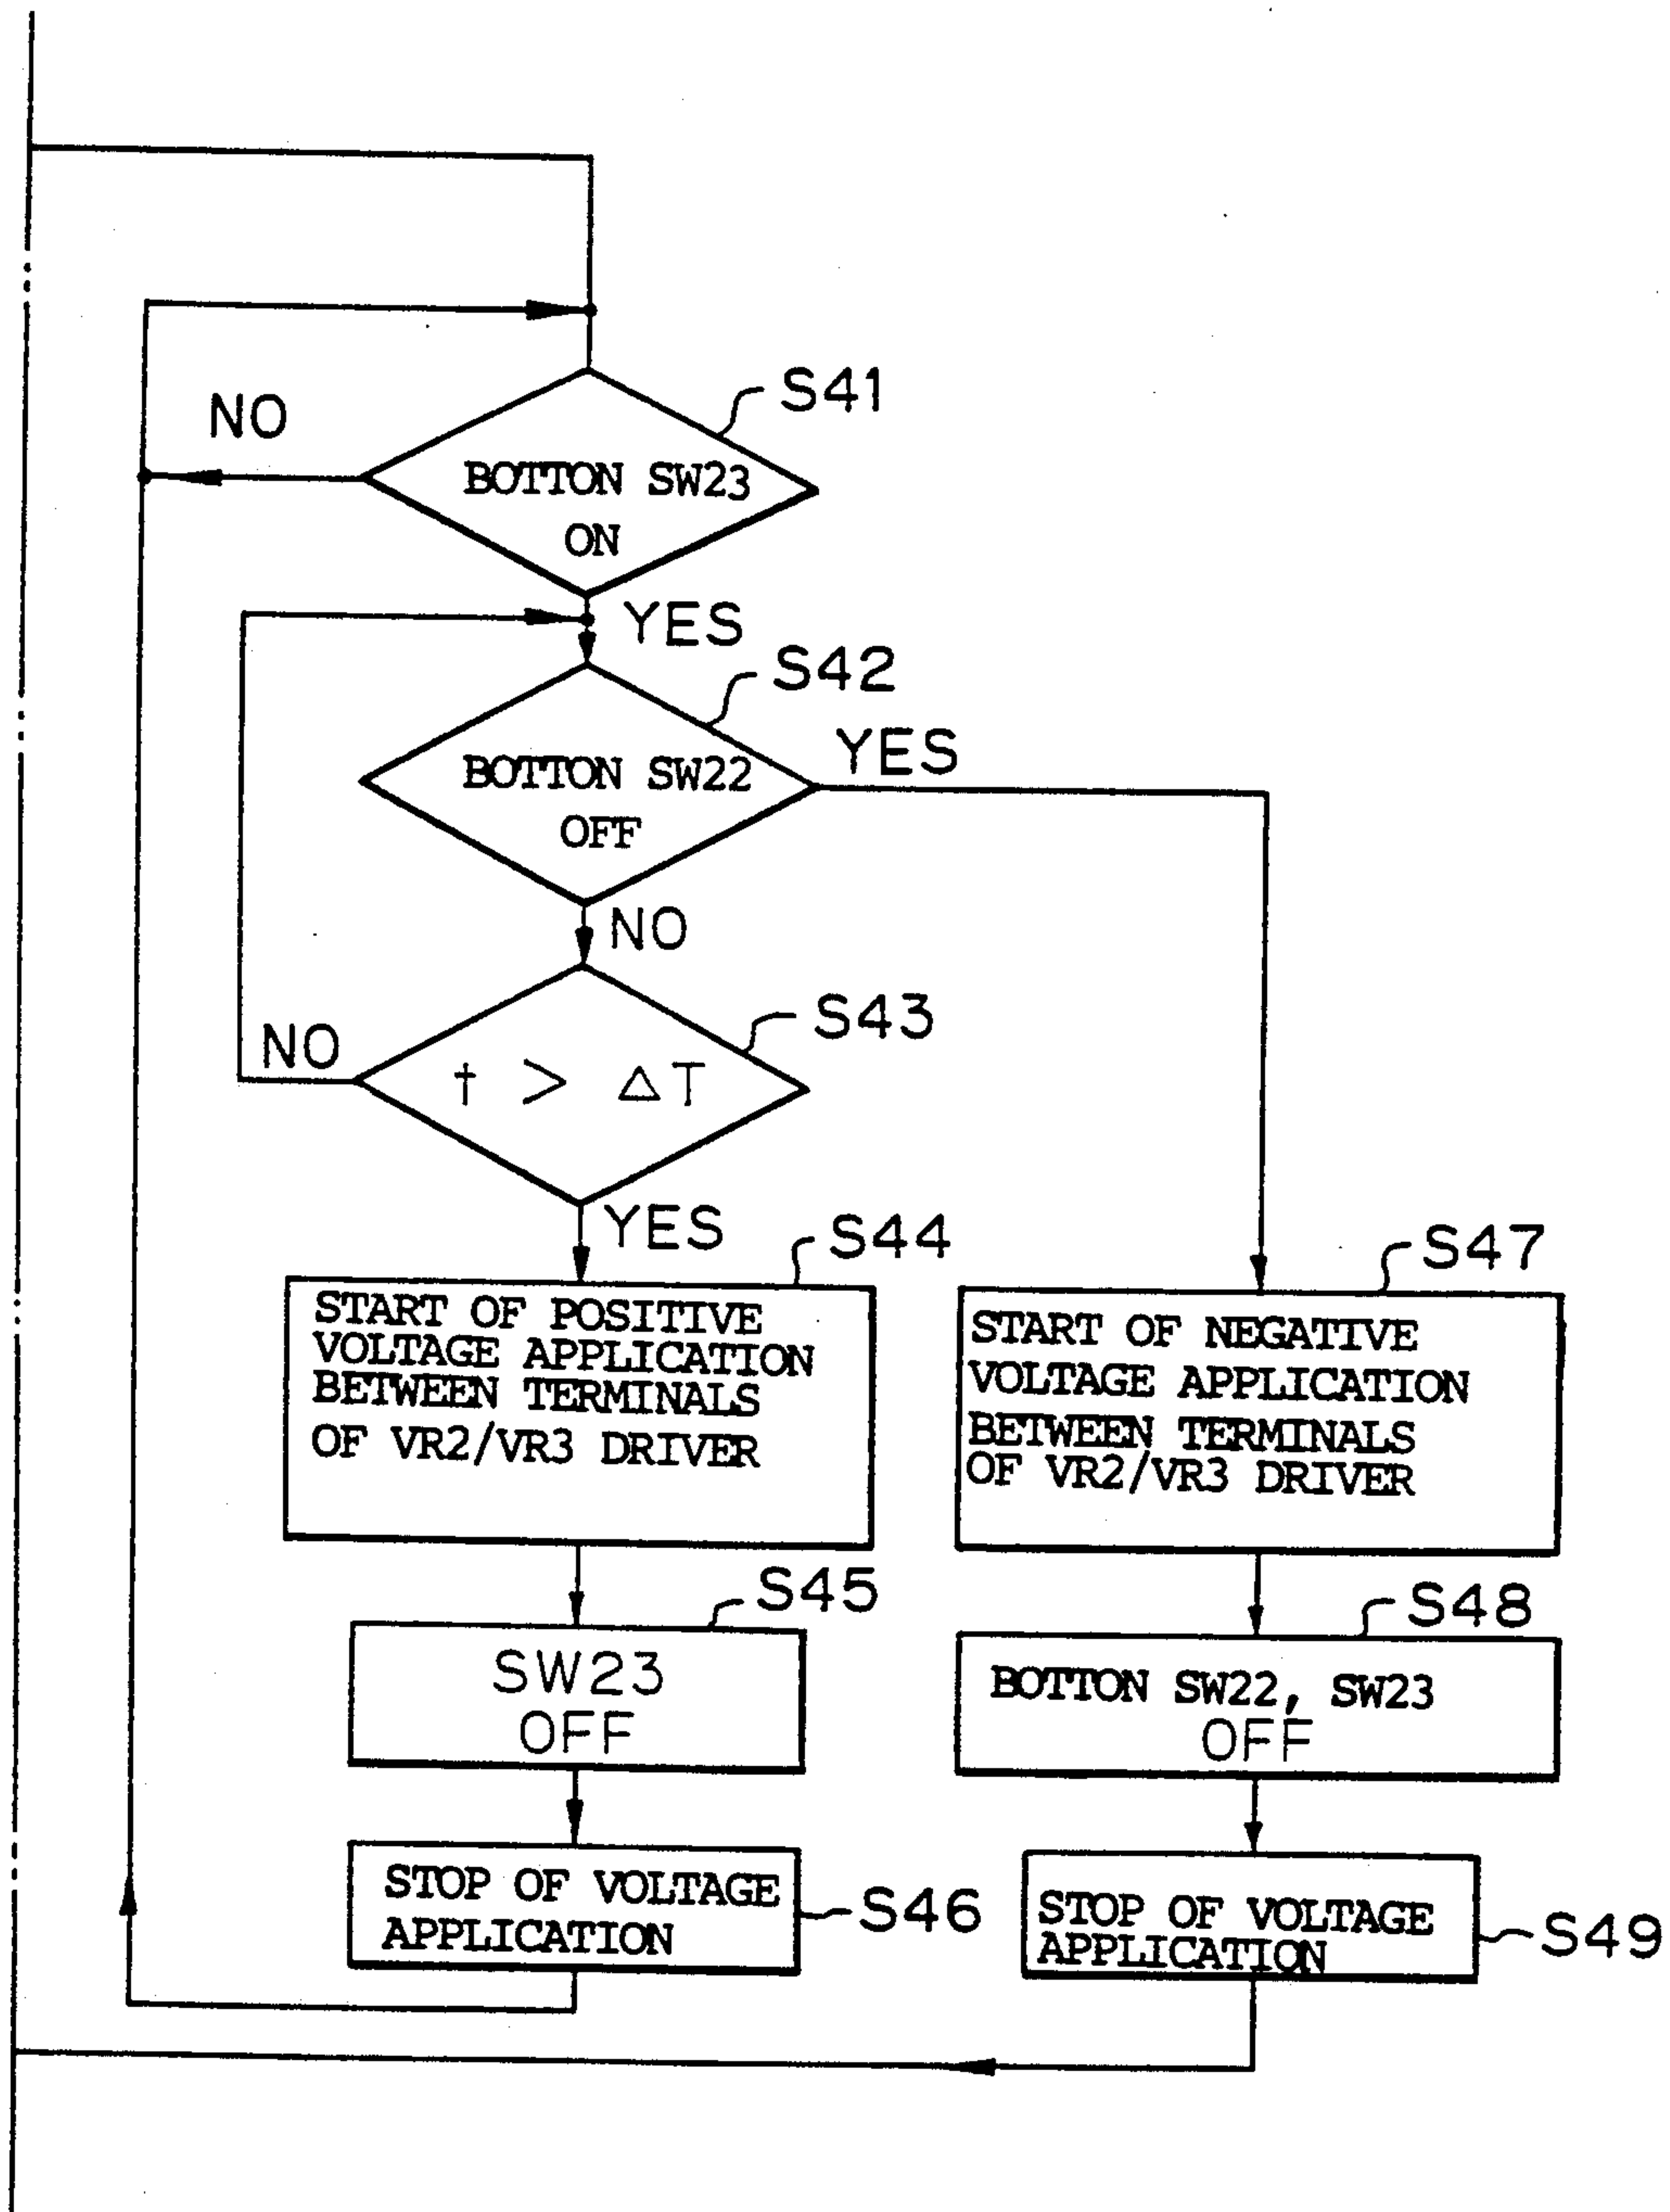 S41
NO
BOTTON SW23
ON
YES
S42
YES
BOTTON SW22
OFF
NO
S43
NO
t > ΔT
YES
S44
START OF POSITIVE
VOLTAGE APPLICATION
BETWEEN TERMINALS
OF VR2/VR3 DRIVER
S47
START OF NEGATIVE
VOLTAGE APPLICATION
BETWEEN TERMINALS
OF VR2/VR3 DRIVER
S45
SW23
OFF
S48
BOTTON SW22, SW23
OFF
STOP OF VOLTAGE
APPLICATION
S46
STOP OF VOLTAGE
APPLICATION
S49